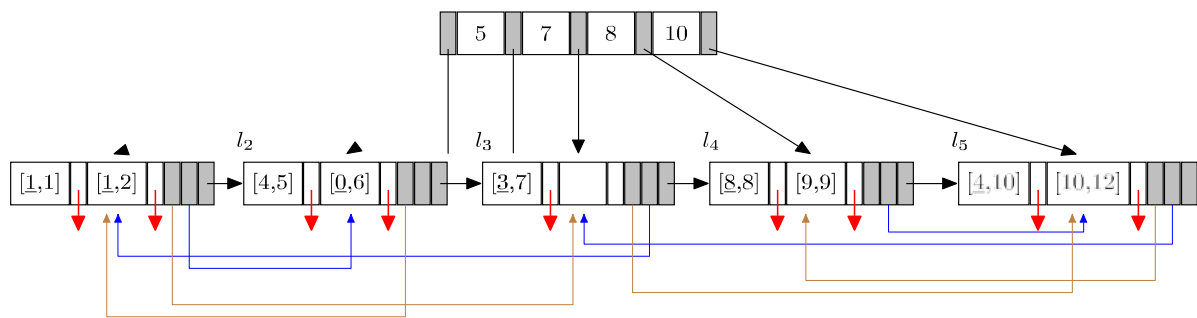 5 7 8 10
l₂ l₃ l₄ l₅
[1,1] [1,2] [4,5] [0,6] [3,7] [8,8] [9,9] [4,10] [10,12]